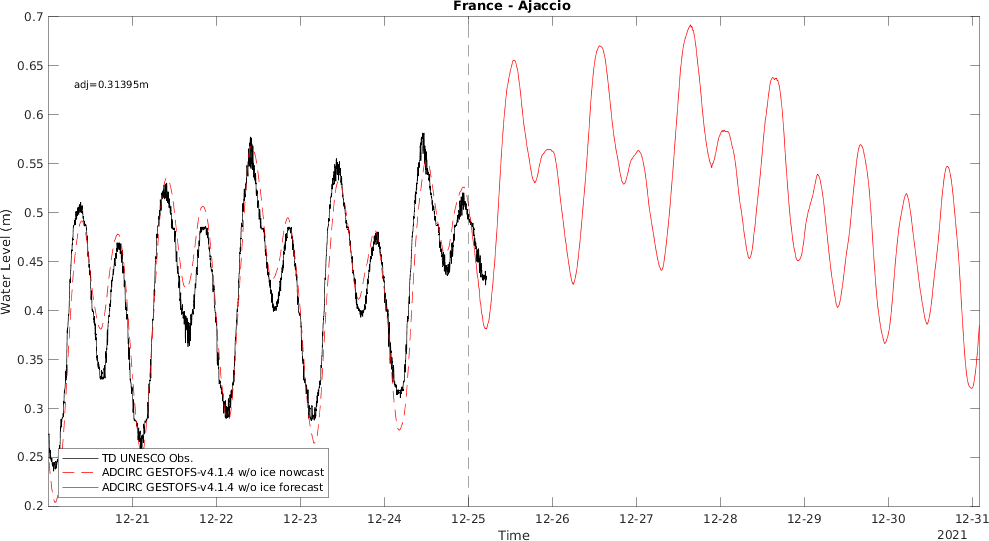 France - Ajaccio
0.7
0.65
0.6
0.55
0.5
0.45
0.4
0.35
0.3
0.25
0.2
Water Level (m)
adj=0.31395m
TD UNESCO Obs.
ADCIRC GESTOFS-v4.1.4 w/o ice nowcast
ADCIRC GESTOFS-v4.1.4 w/o ice forecast
12-21 12-22 12-23 12-24 12-25 12-26 12-27 12-28 12-29 12-30 12-31
Time
2021